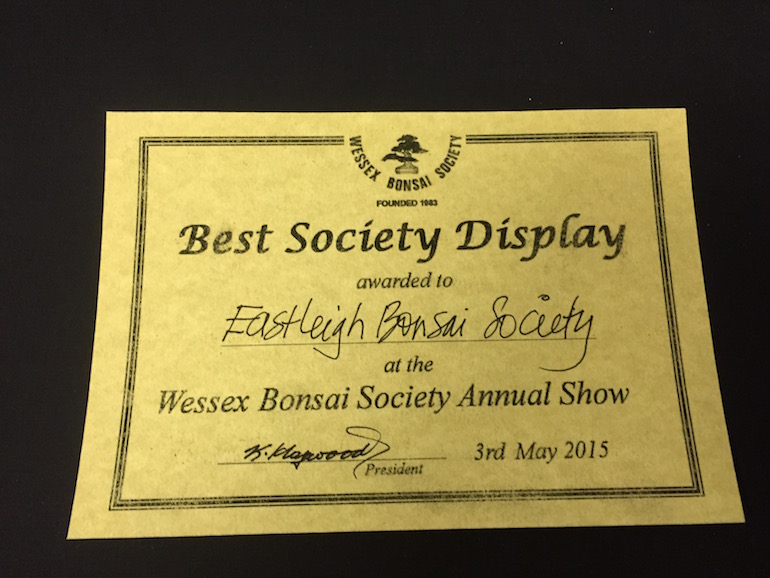 WESSEX BONSAI SOCIETY
FOUNDED 1983
Best Society Display
awarded to
Eastleigh Bonsai Society
at the
Wessex Bonsai Society Annual Show
K. Haywood 3rd May 2015
President